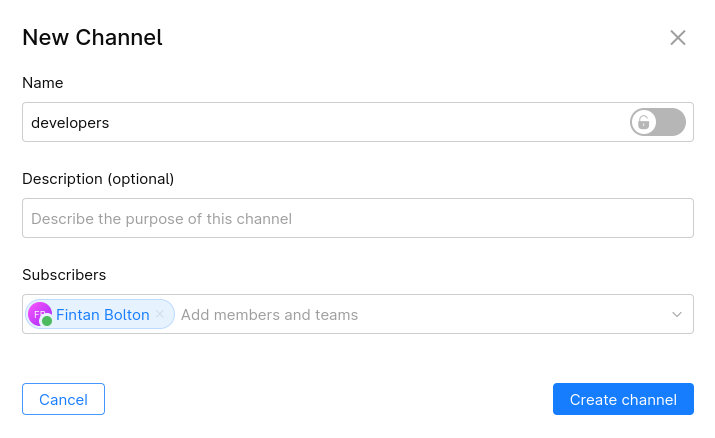 New Channel
Name
developers
Description (optional)
Describe the purpose of this channel
Subscribers
Fintan Bolton Add members and teams
Cancel Create channel